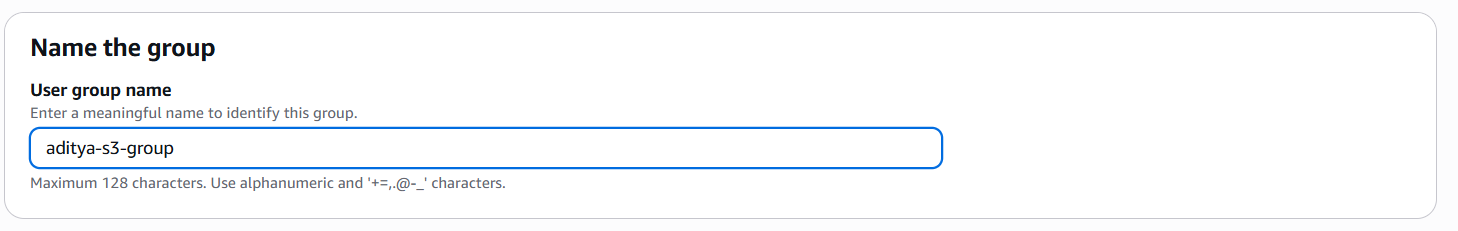 Name the group
User group name
Enter a meaningful name to identify this group.
aditya-s3-group
Maximum 128 characters. Use alphanumeric and '+=,.@-_' characters.